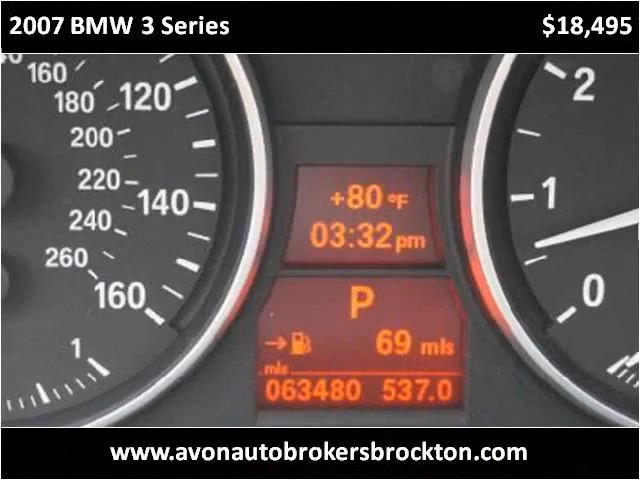 2007 BMW 3 Series $18,495
160
180 120
200
220
140
240
260
160
1
+80 °F
03:32 pm
P
69 mls
mls
063480 537.0
2
1
0
www.avonautobrokersbrockton.com